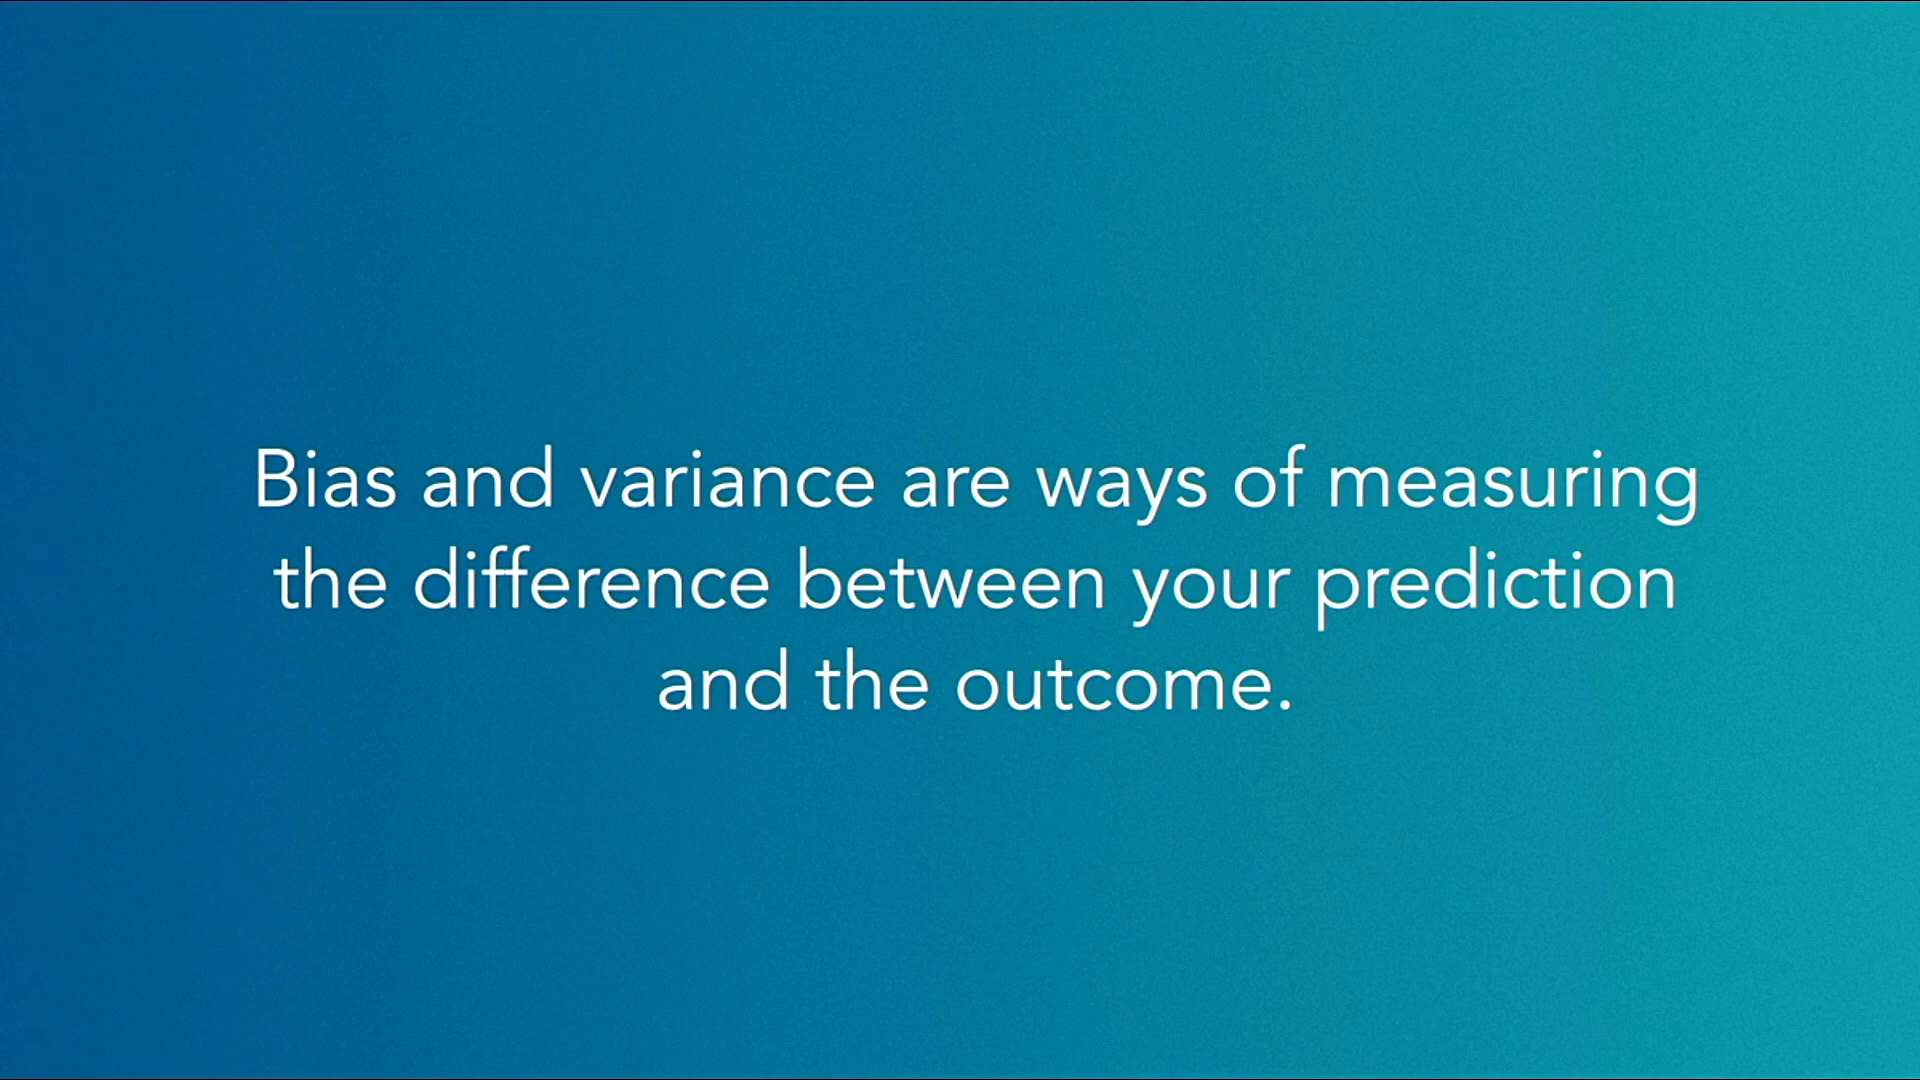 Bias and variance are ways of measuring
the difference between your prediction
and the outcome.